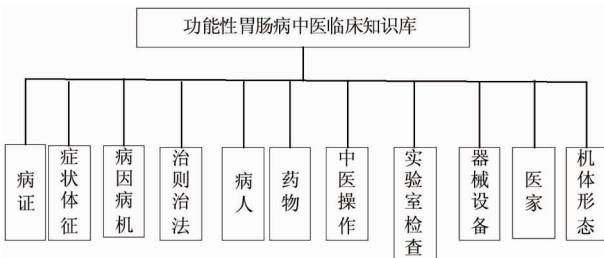 功能性胃肠病中医临床知识库
病证
症状体征
病因病机
治则治法
病人
药物
中医操作
实验室检查
器械设备
医家
机体形态